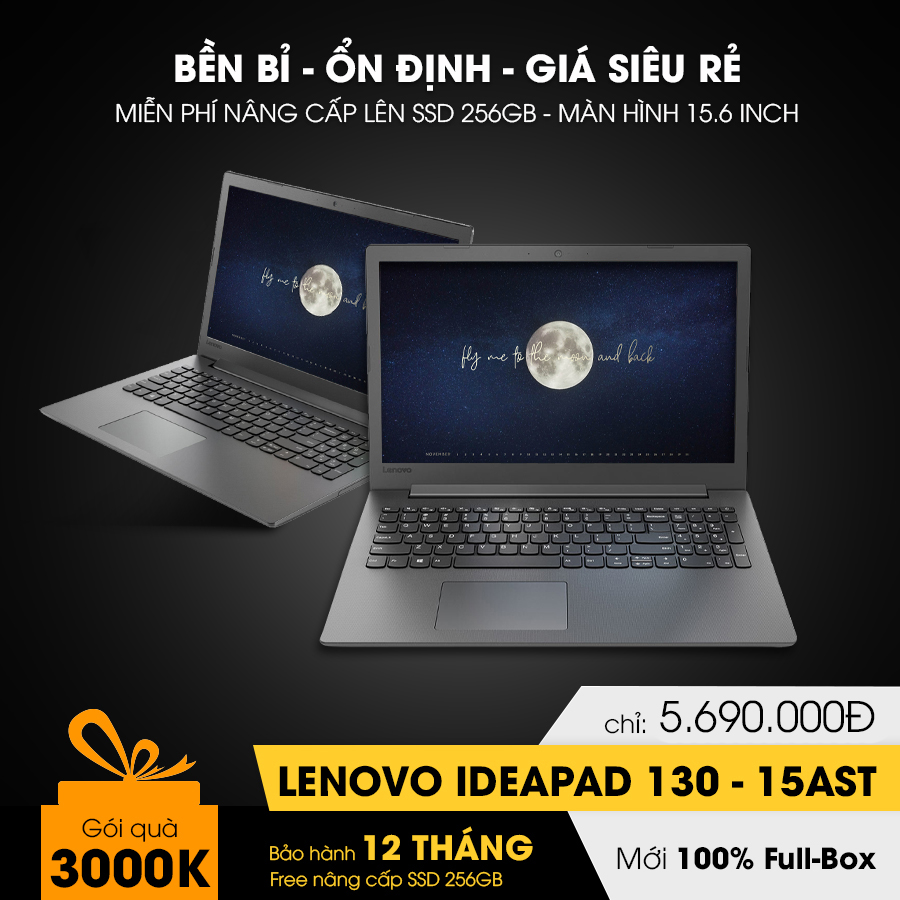 BỀN BỈ - ỔN ĐỊNH - GIÁ SIÊU RẺ
MIỄN PHÍ NÂNG CẤP LÊN SSD 256GB - MÀN HÌNH 15.6 INCH
fly me to the moon and back
fly me to the moon and back
NOVEMBER
Lenovo
chỉ: 5.690.000Đ
LENOVO IDEAPAD 130 - 15AST
Gói quà
3000K
Bảo hành 12 THÁNG
Free nâng cấp SSD 256GB
Mới 100% Full-Box